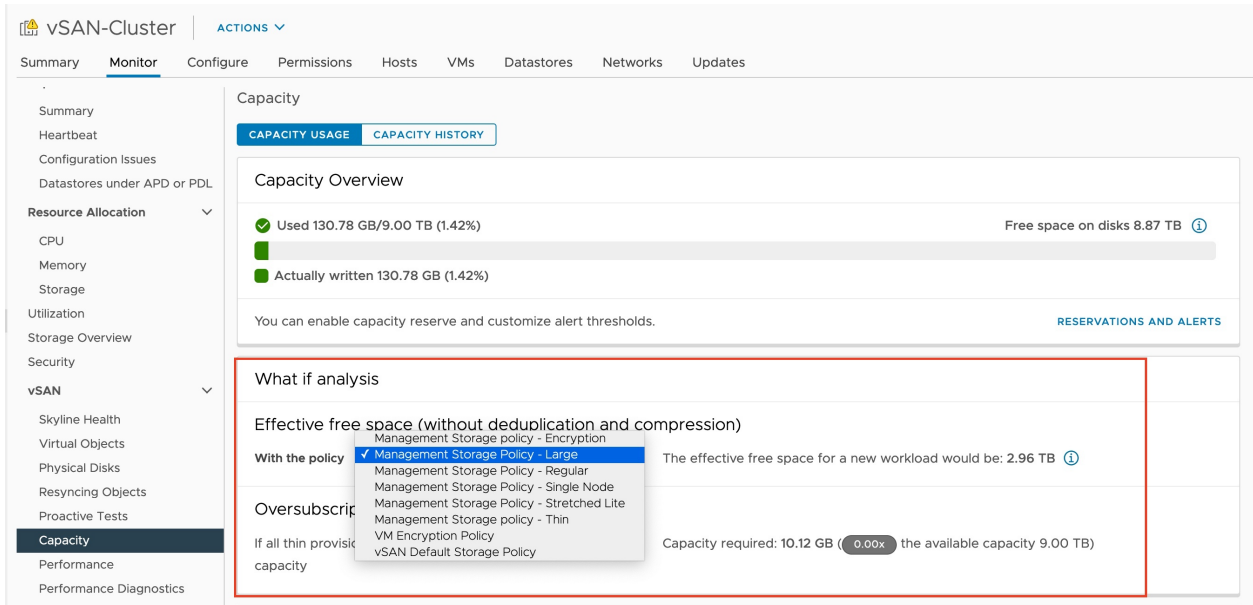 vSAN-Cluster ACTIONS
Summary Monitor Configure Permissions Hosts VMs Datastores Networks Updates
Summary
Heartbeat
Configuration Issues
Datastores under APD or PDL
Resource Allocation
CPU
Memory
Storage
Utilization
Storage Overview
Security
vSAN
Skyline Health
Virtual Objects
Physical Disks
Resyncing Objects
Proactive Tests
Capacity
Performance
Performance Diagnostics
Capacity
CAPACITY USAGE CAPACITY HISTORY
Capacity Overview
Used 130.78 GB/9.00 TB (1.42%) Free space on disks 8.87 TB
Actually written 130.78 GB (1.42%)
You can enable capacity reserve and customize alert thresholds. RESERVATIONS AND ALERTS
What if analysis
Effective free space (without deduplication and compression)
With the policy
Management Storage policy - Encryption
✓ Management Storage Policy - Large
Management Storage Policy - Regular
Management Storage Policy - Single Node
Management Storage Policy - Stretched Lite
Management Storage policy - Thin
VM Encryption Policy
vSAN Default Storage Policy
The effective free space for a new workload would be: 2.96 TB
Oversubscrip
If all thin provisio
capacity
Capacity required: 10.12 GB ( 0.00x the available capacity 9.00 TB)